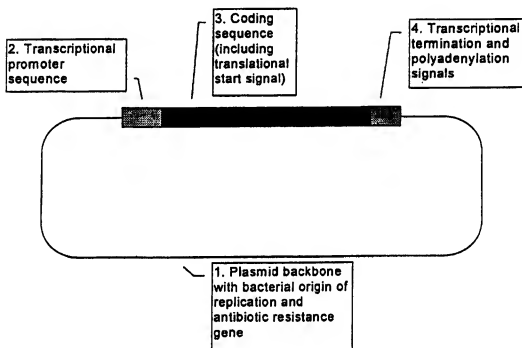 3. Coding
sequence
(including
translational
start signal)
2. Transcriptional
promoter
sequence
4. Transcriptional
termination and
polyadenylation
signals
1. Plasmid backbone
with bacterial origin of
replication and
antibiotic resistance
gene